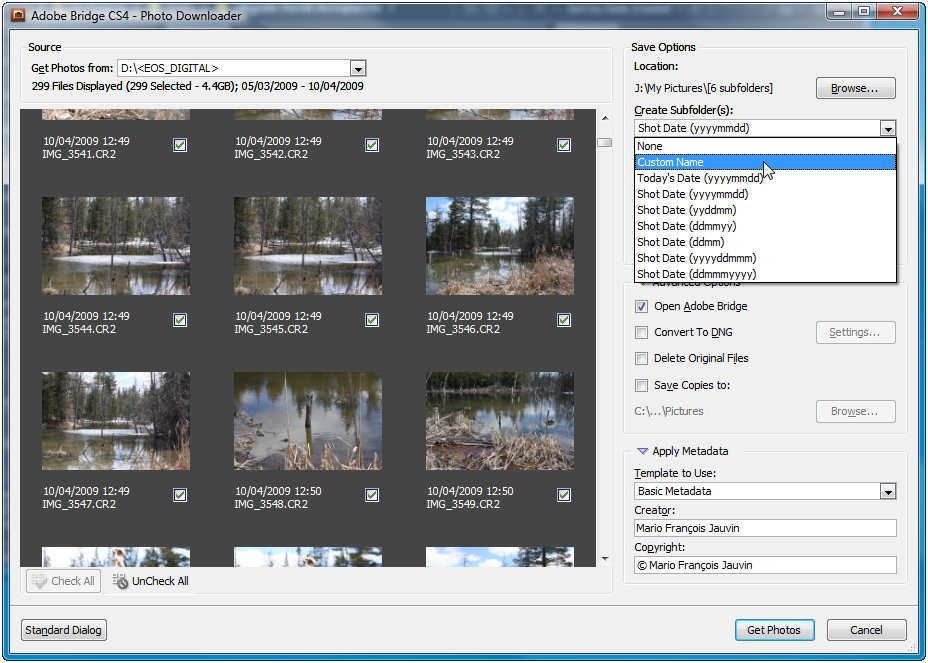 Adobe Bridge CS4 - Photo Downloader
Source
Get Photos from: D:\<EOS_DIGITAL>
299 Files Displayed (299 Selected - 4.4GB); 05/03/2009 - 10/04/2009
10/04/2009 12:49
IMG_3541.CR2
10/04/2009 12:49
IMG_3542.CR2
10/04/2009 12:49
IMG_3543.CR2
10/04/2009 12:49
IMG_3544.CR2
10/04/2009 12:49
IMG_3545.CR2
10/04/2009 12:49
IMG_3546.CR2
10/04/2009 12:49
IMG_3547.CR2
10/04/2009 12:50
IMG_3548.CR2
10/04/2009 12:50
IMG_3549.CR2
Check All
UnCheck All
Save Options
Location:
J:\My Pictures\[6 subfolders]
Browse...
Create Subfolder(s):
Shot Date (yyyymmdd)
None
Custom Name
Today's Date (yyyymmdd)
Shot Date (yyyymmdd)
Shot Date (yyddmm)
Shot Date (ddmmyy)
Shot Date (ddmm)
Shot Date (yyyyddmmm)
Shot Date (ddmmmyyyy)
Advanced Options
Open Adobe Bridge
Convert To DNG
Settings...
Delete Original Files
Save Copies to:
C:\...\Pictures
Browse...
Apply Metadata
Template to Use:
Basic Metadata
Creator:
Mario François Jauvin
Copyright:
© Mario François Jauvin
Standard Dialog
Get Photos
Cancel